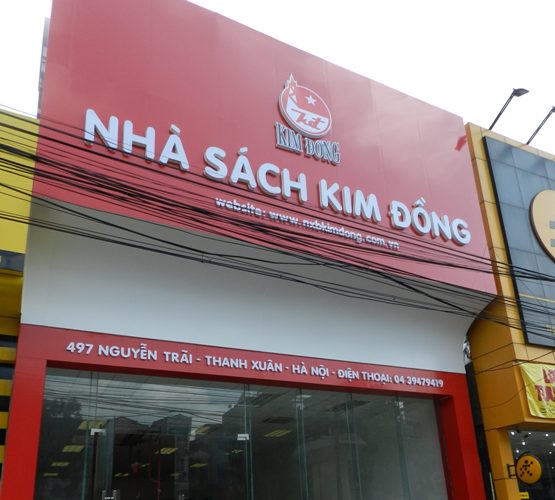 kđ
KIM ĐỒNG
NHÀ SÁCH KIM ĐỒNG
website: www.nxbkimdong.com.vn
497 NGUYỄN TRÃI - THANH XUÂN - HÀ NỘI - ĐIỆN THOẠI: 04 39479419